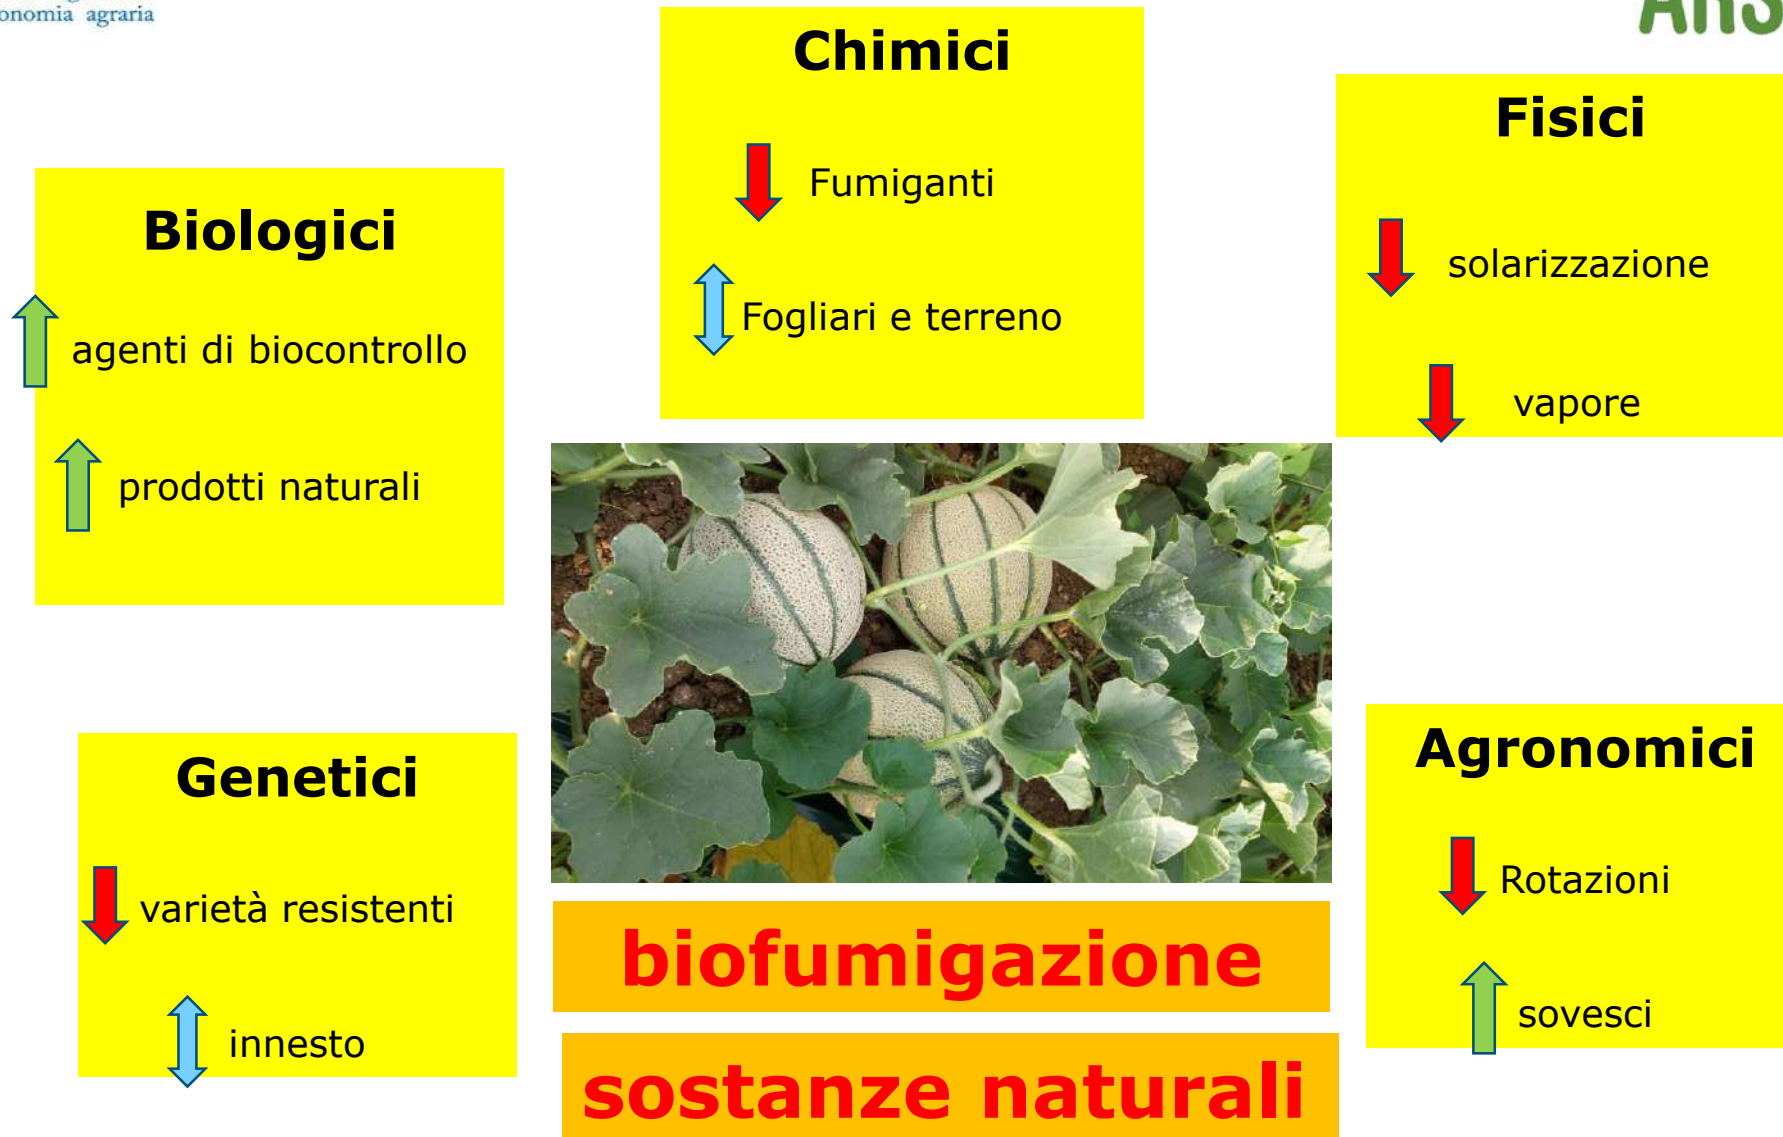 onomia agraria
Chimici
Fumiganti
Fogliari e terreno
Fisici
solarizzazione
vapore
Biologici
agenti di biocontrollo
prodotti naturali
Genetici
varietà resistenti
innesto
Agronomici
Rotazioni
sovesci
biofumigazione
sostanze naturali